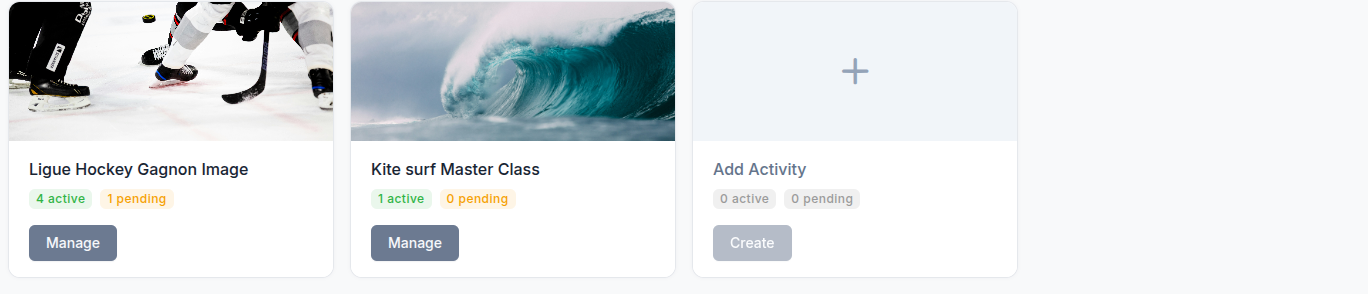 Ligue Hockey Gagnon Image
4 active 1 pending
Manage
Kite surf Master Class
1 active 0 pending
Manage
Add Activity
0 active 0 pending
Create